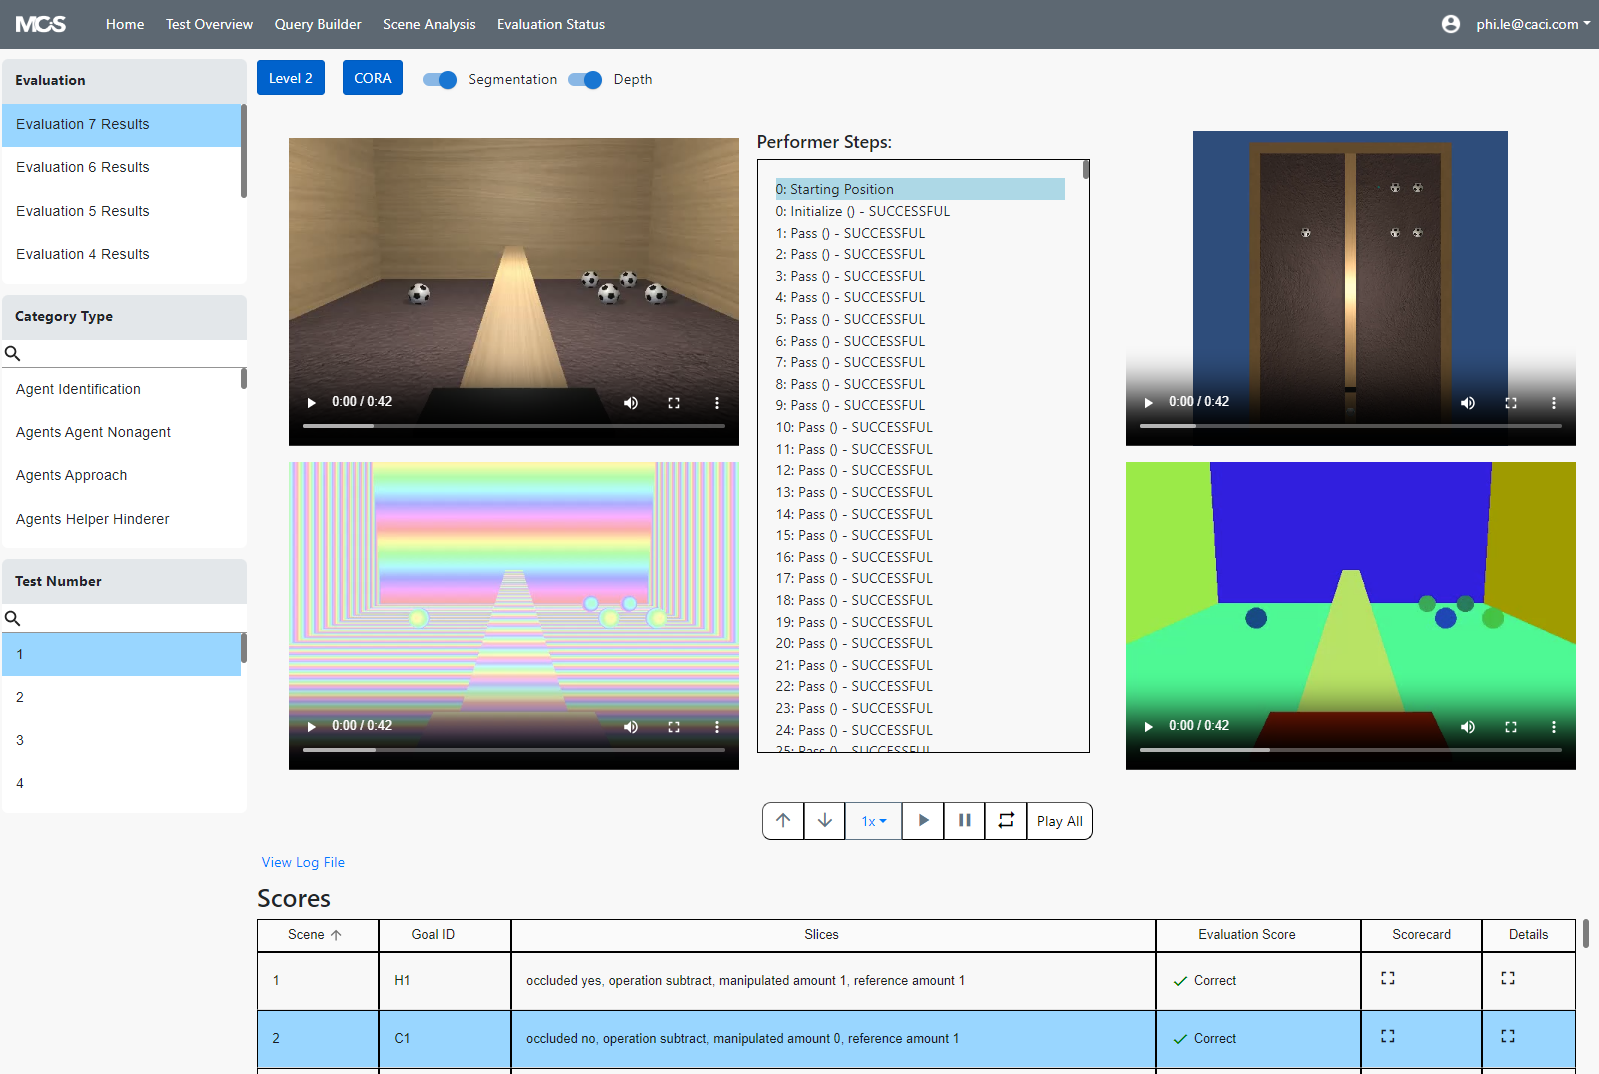 MCS Home Test Overview Query Builder Scene Analysis Evaluation Status phi.le@caci.com
Evaluation
Evaluation 7 Results
Evaluation 6 Results
Evaluation 5 Results
Evaluation 4 Results
Category Type
Agent Identification
Agents Agent Nonagent
Agents Approach
Agents Helper Hinderer
Test Number
1
2
3
4
Level 2 CORA Segmentation Depth
0:00 / 0:42
0:00 / 0:42
Performer Steps:
0: Starting Position
0: Initialize () - SUCCESSFUL
1: Pass () - SUCCESSFUL
2: Pass () - SUCCESSFUL
3: Pass () - SUCCESSFUL
4: Pass () - SUCCESSFUL
5: Pass () - SUCCESSFUL
6: Pass () - SUCCESSFUL
7: Pass () - SUCCESSFUL
8: Pass () - SUCCESSFUL
9: Pass () - SUCCESSFUL
10: Pass () - SUCCESSFUL
11: Pass () - SUCCESSFUL
12: Pass () - SUCCESSFUL
13: Pass () - SUCCESSFUL
14: Pass () - SUCCESSFUL
15: Pass () - SUCCESSFUL
16: Pass () - SUCCESSFUL
17: Pass () - SUCCESSFUL
18: Pass () - SUCCESSFUL
19: Pass () - SUCCESSFUL
20: Pass () - SUCCESSFUL
21: Pass () - SUCCESSFUL
22: Pass () - SUCCESSFUL
23: Pass () - SUCCESSFUL
24: Pass () - SUCCESSFUL
25: Pass () - SUCCESSFUL
0:00 / 0:42
0:00 / 0:42
1x Play All
View Log File
Scores
Scene Goal ID Slices Evaluation Score Scorecard Details
1 H1 occluded yes, operation subtract, manipulated amount 1, reference amount 1 Correct
2 C1 occluded no, operation subtract, manipulated amount 0, reference amount 1 Correct